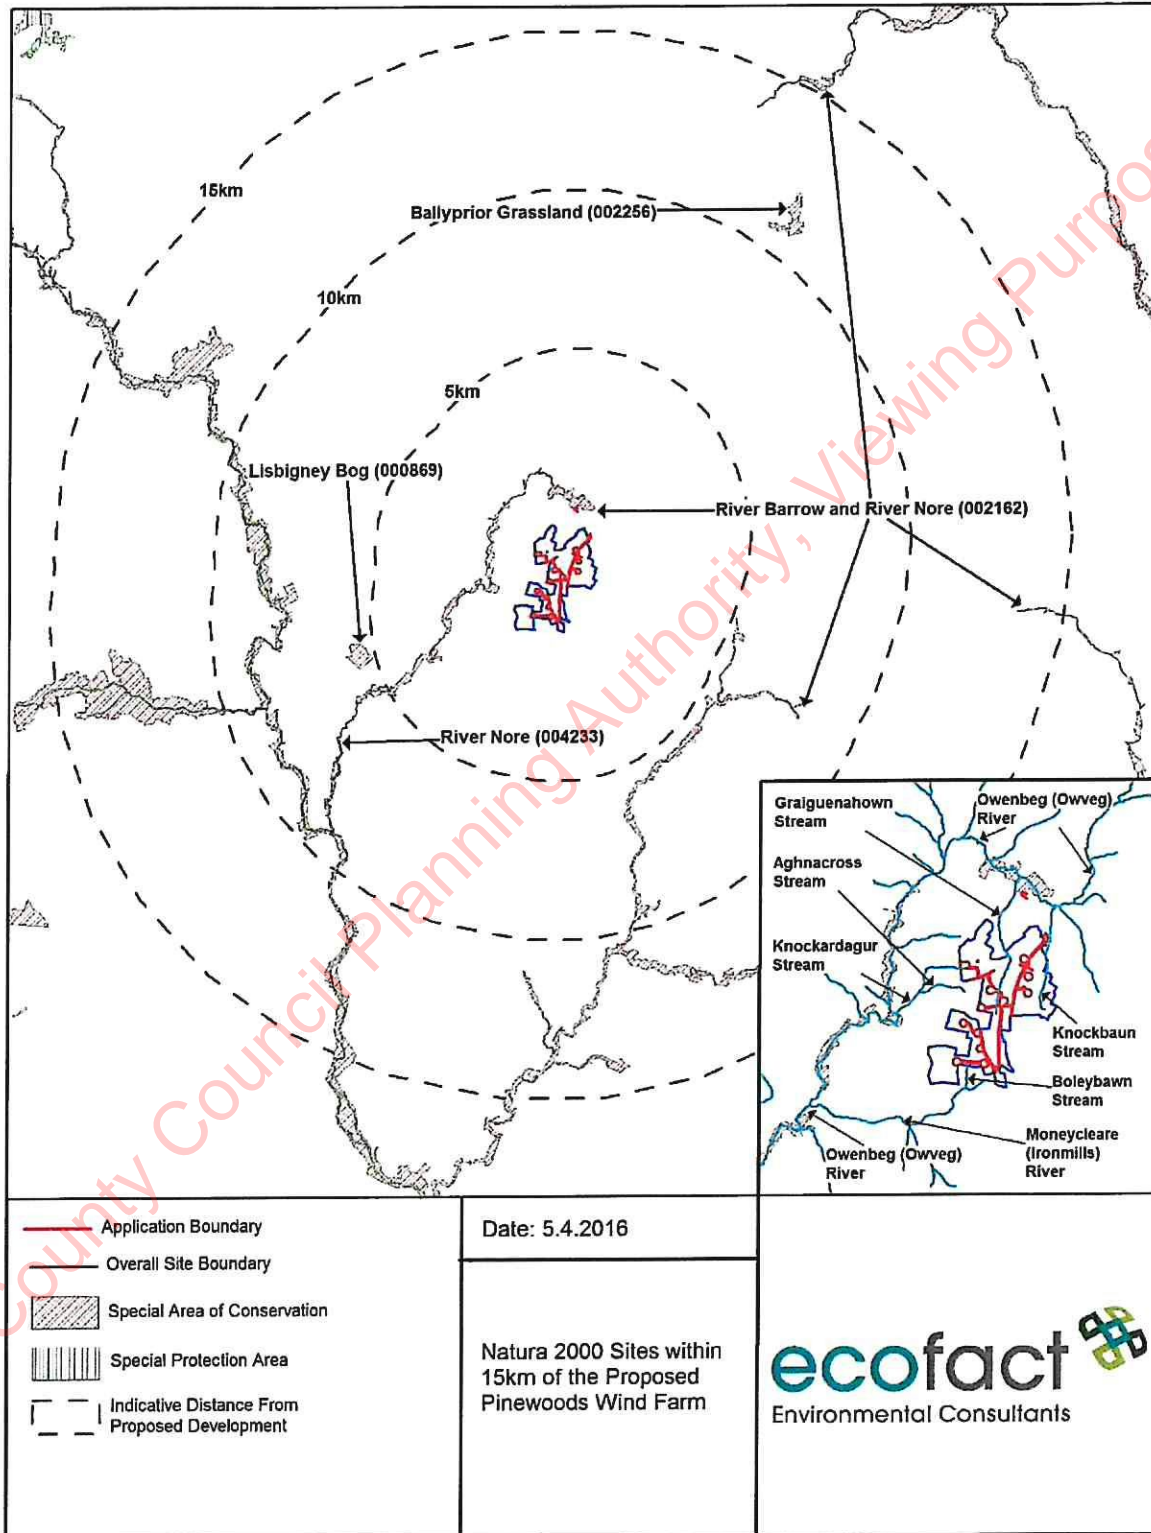 15km
Ballyprior Grassland (002256)
10km
5km
Lisbigney Bog (000869)
River Barrow and River Nore (002162)
River Nore (004233)
Graiguenahown
Stream
Owenbeg (Owveg)
River
Aghnacross
Stream
Knockardagur
Stream
Knockbaun
Stream
Boleybawn
Stream
Moneycleare
(Ironmills)
River
Owenbeg (Owveg)
River
County Council Planning Authority, Viewing Purpos
Application Boundary
Overall Site Boundary
Special Area of Conservation
Special Protection Area
Indicative Distance From
Proposed Development
Date: 5.4.2016
Natura 2000 Sites within
15km of the Proposed
Pinewoods Wind Farm
ecofact
Environmental Consultants